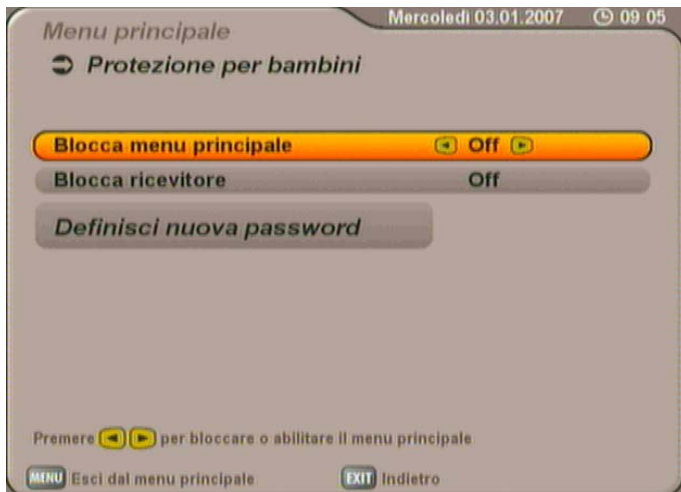 Mercoledì 03.01.2007 09 05
Menu principale
Protezione per bambini
Blocca menu principale Off
Blocca ricevitore Off
Definisci nuova password
Premere per bloccare o abilitare il menu principale
MENU Esci dal menu principale EXIT Indietro